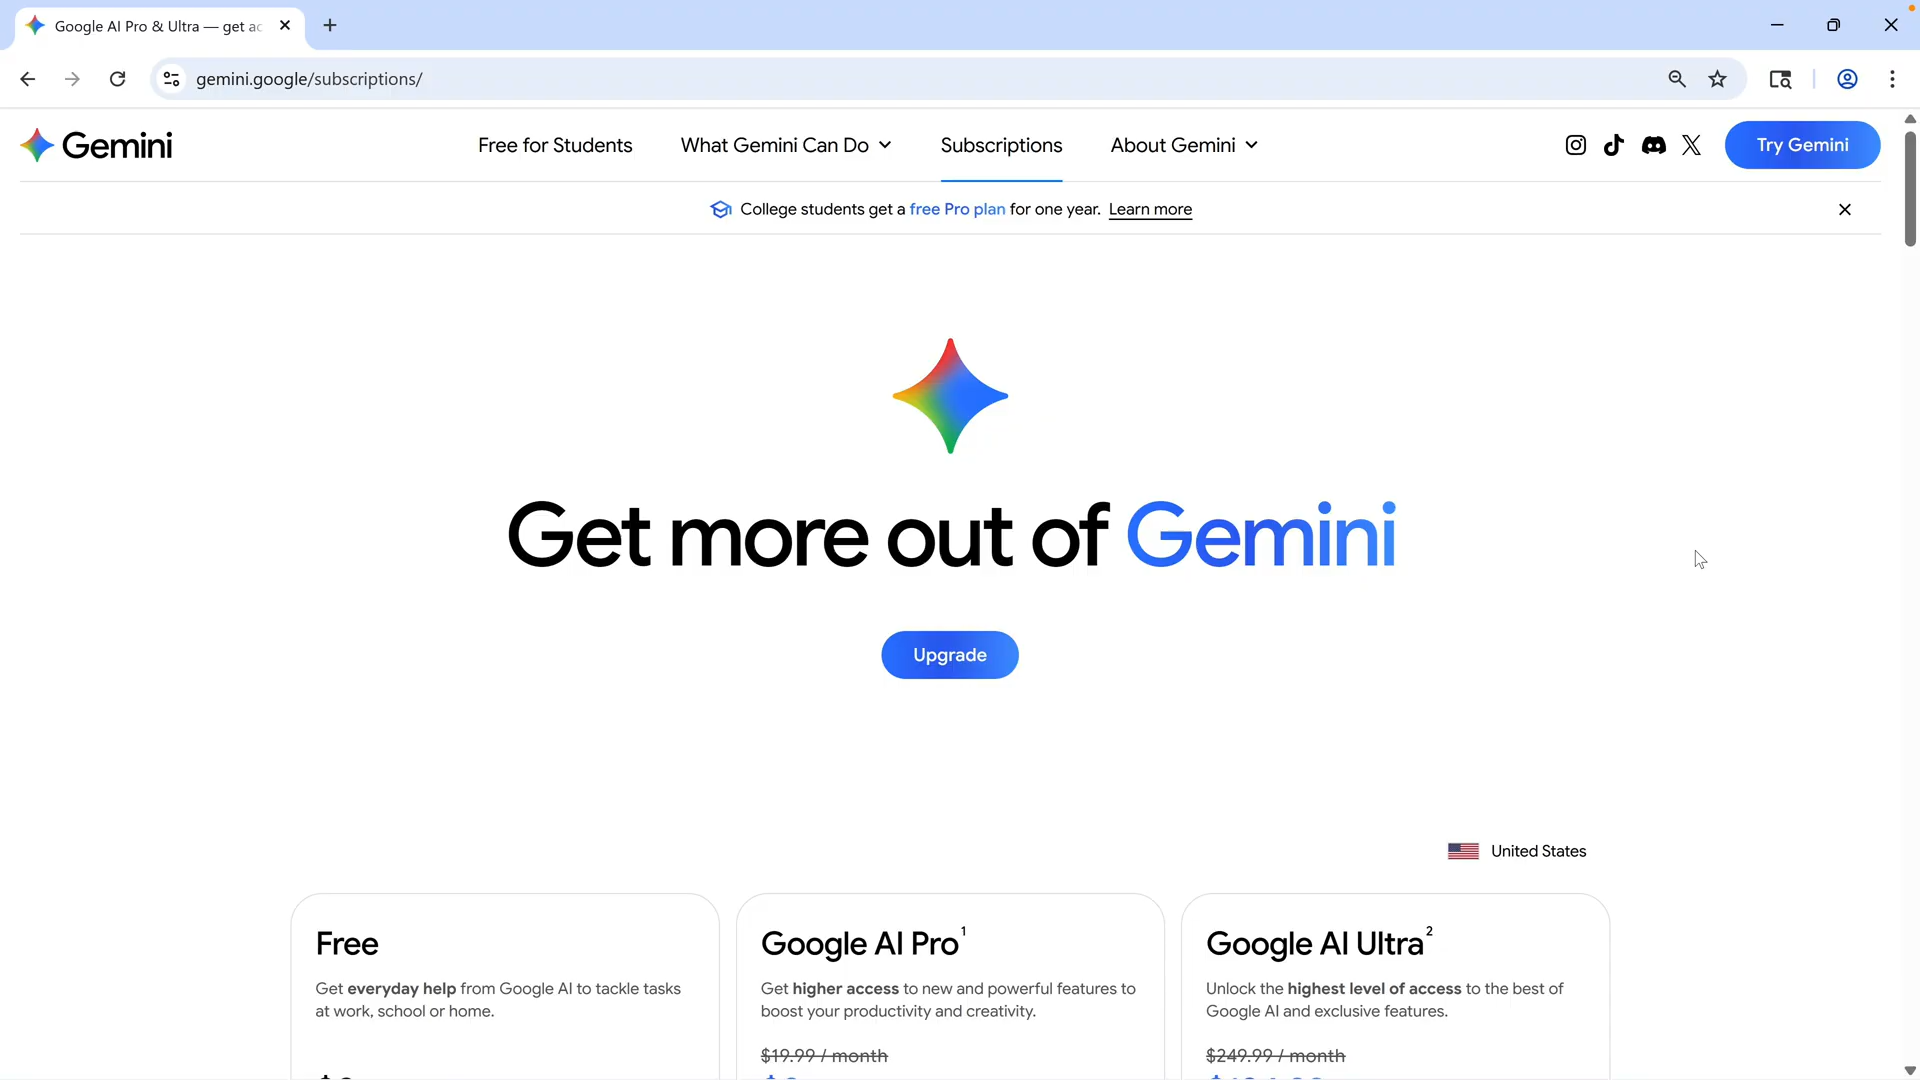 Google AI Pro & Ultra — get ac
gemini.google/subscriptions/
Gemini
Free for Students
What Gemini Can Do
Subscriptions
About Gemini
Try Gemini
College students get a free Pro plan for one year. Learn more
Get more out of Gemini
Upgrade
United States
Free
Get everyday help from Google AI to tackle tasks
at work, school or home.
Google AI Pro1
Get higher access to new and powerful features to
boost your productivity and creativity.
$19.99 / month
Google AI Ultra2
Unlock the highest level of access to the best of
Google AI and exclusive features.
$249.99 / month